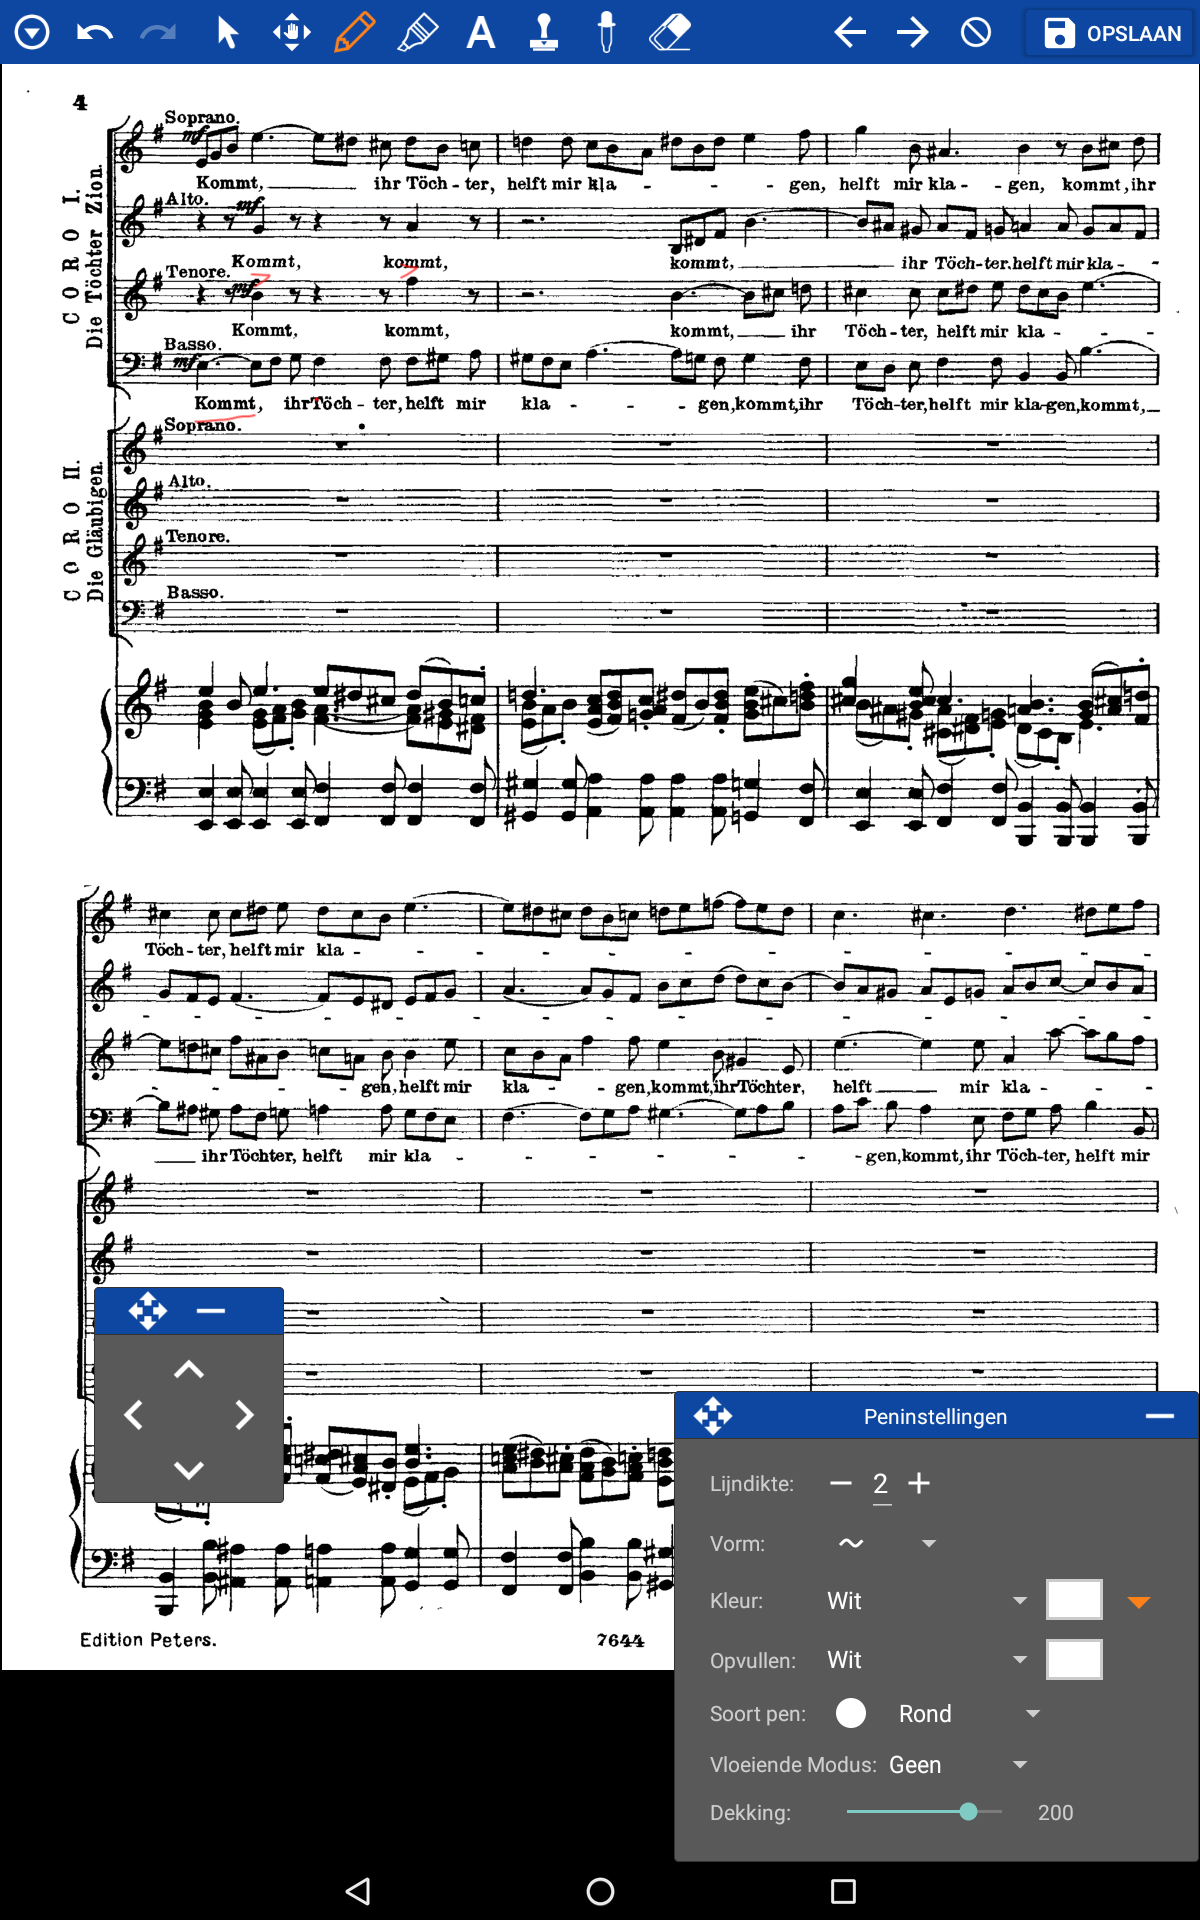 OPSLAAN
4
CORO I.
Die Töchter Zion.
Soprano.
mf
Kommt, ihr Töch - ter, helft mir kla - - - - gen, helft mir kla - - gen, kommt, ihr
Alto.
mf
Kommt, kommt, kommt, ihr Töch - ter. helft mir kla - -
Tenore.
mf
Kommt, kommt, kommt, ihr Töch - ter, helft mir kla - - - -
Basso.
mf
Kommt, ihr Töch - ter, helft mir kla - - - - gen, kommt, ihr Töch - ter, helft mir kla - gen, kommt,
CORO II.
Die Gläubigen.
Soprano.
Alto.
Tenore.
Basso.
Töch - ter, helft mir kla - - - - - - - - - - - -
- - - - - - - - - - - -
- - - - - gen, helft mir kla - - - gen, kommt, ihr Töchter, helft mir kla - - - -
ihr Töchter, helft mir kla - - - - - - - - gen, kommt, ihr Töch - ter, helft mir
Edition Peters.
7644
Peninstellingen
Lijndikte: 2
Vorm:
Kleur: Wit
Opvullen: Wit
Soort pen: Rond
Vloeiende Modus: Geen
Dekking: 200